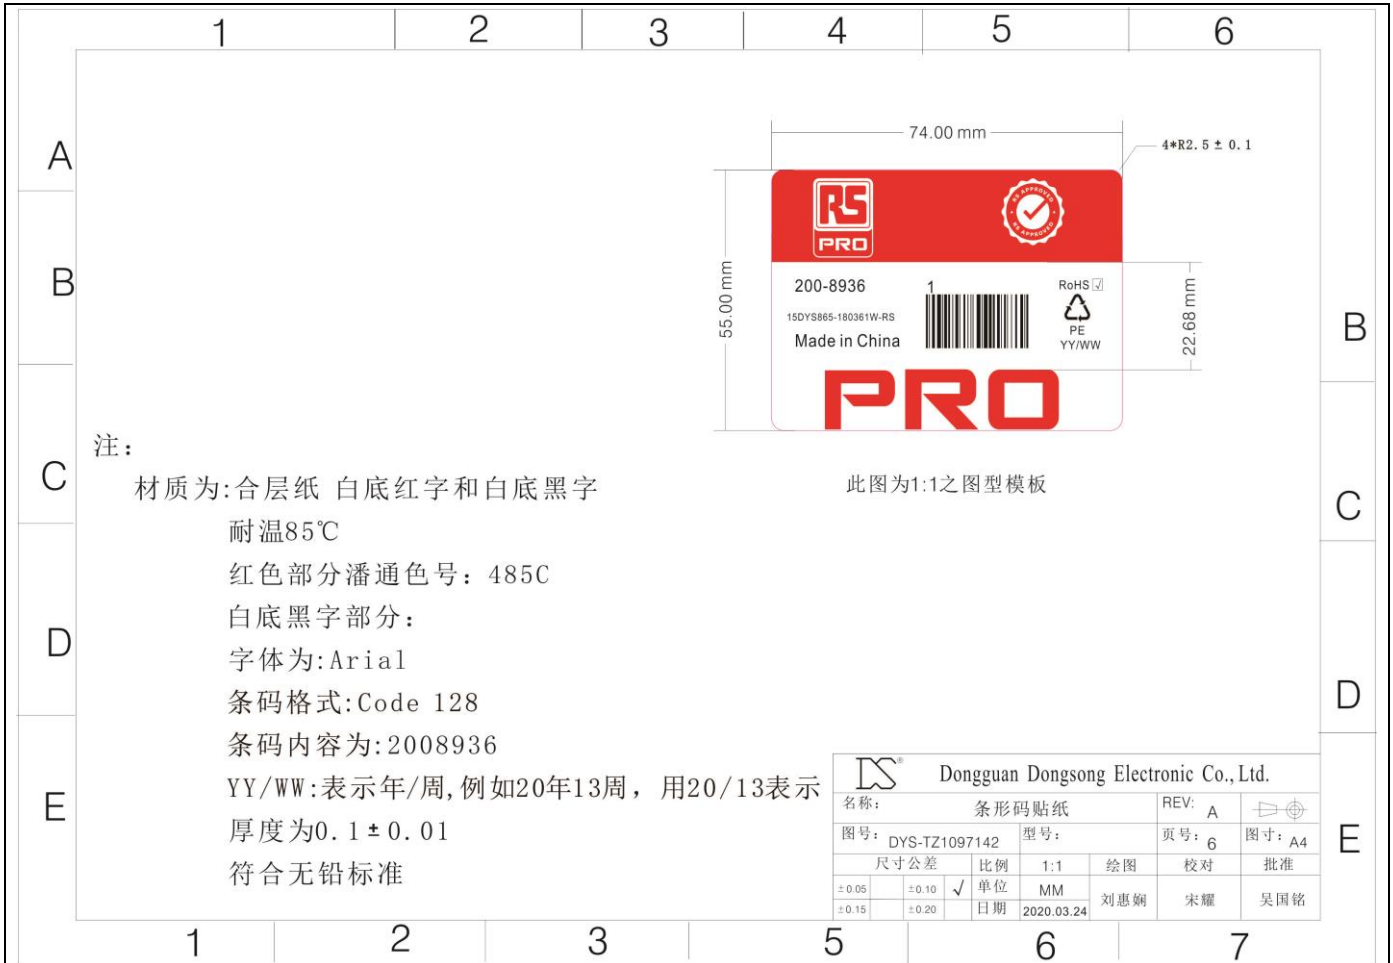 1 2 3 4 5 6
A
B
C
D
E
B
C
D
E
74.00 mm
4*R2.5 ± 0.1
55.00 mm
22.68 mm
RS
PRO
RS APPROVED
RS APPROVED
200-8936
1
RoHS
15DYS865-180361W-RS
PE
Made in China
YY/WW
PRO
此图为1:1之图型模板
注：
材质为:合层纸 白底红字和白底黑字
耐温85℃
红色部分潘通色号：485C
白底黑字部分：
字体为:Arial
条码格式:Code 128
条码内容为:2008936
YY/WW:表示年/周,例如20年13周，用20/13表示
厚度为0.1±0.01
符合无铅标准
DS® Dongguan Dongsong Electronic Co., Ltd.
名称： 条形码贴纸 REV: A
图号： DYS-TZ1097142 型号： 页号：6 图寸：A4
尺寸公差 比例 1:1 绘图 校对 批准
±0.05 ±0.10 √ 单位 MM 刘惠娴 宋耀 吴国铭
±0.15 ±0.20 日期 2020.03.24
1 2 3 5 6 7